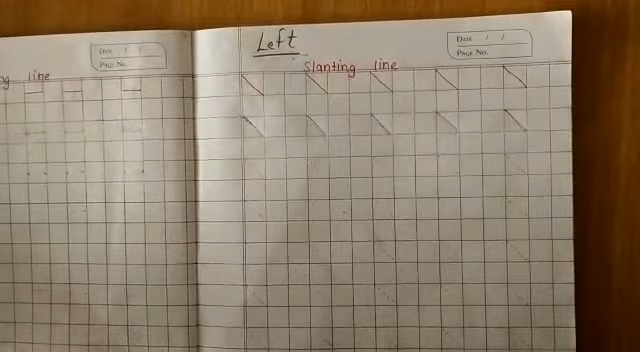 Left
Date / /
Page No.
Slanting line
Date / /
Page No.
line